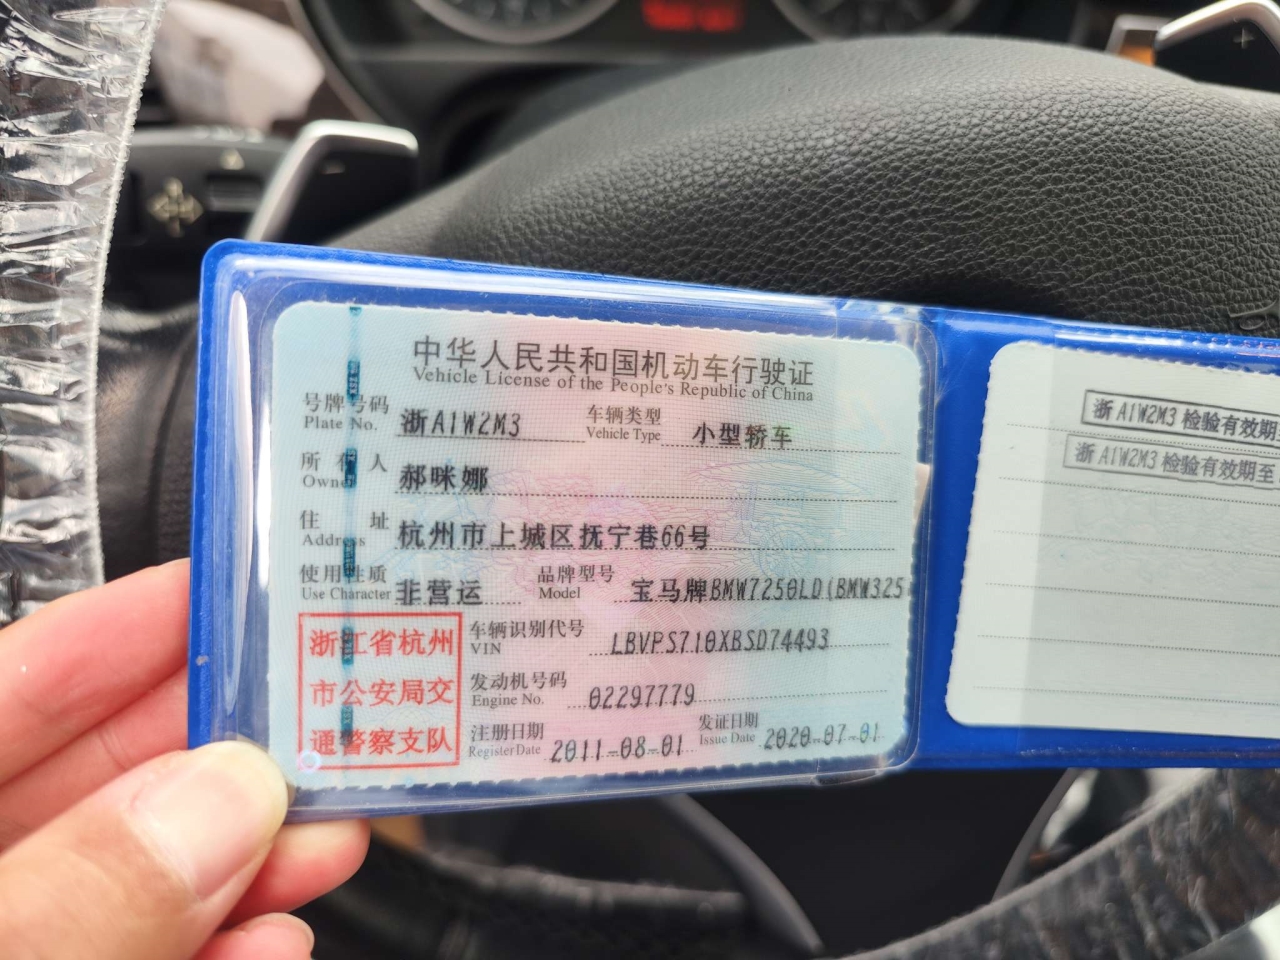 中华人民共和国机动车行驶证
Vehicle License of the People's Republic of China
号牌号码 浙A1W2M3 车辆类型 小型轿车
Plate No. Vehicle Type
所有人 郝咪娜
Owner
住址 杭州市上城区抚宁巷66号
Address
使用性质 非营运 品牌型号 宝马牌BMW7250LD(BMW325
Use Character Model
浙江省杭州
市公安局交
通警察支队
车辆识别代号 LBVPS710XBSD74493
VIN
发动机号码 02297779
Engine No.
注册日期 2011-08-01 发证日期 2020-07-01
Register Date Issue Date
浙A1W2M3检验有效期至
浙A1W2M3检验有效期至